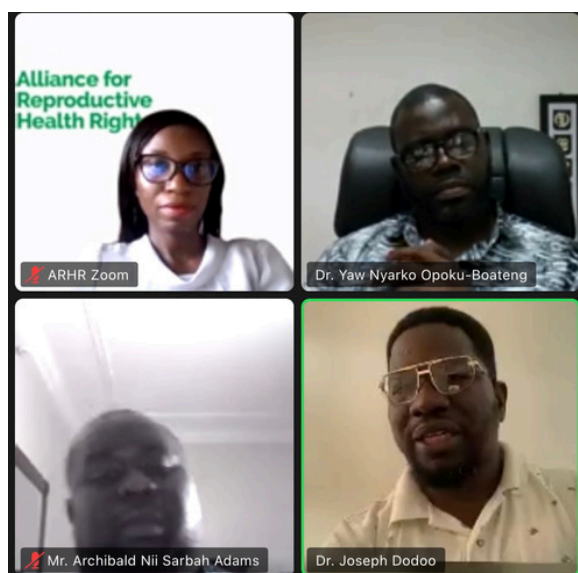 Alliance for
Reproductive
Health Right
ARHR Zoom
Dr. Yaw Nyarko Opoku-Boateng
Mr. Archibald Nii Sarbah Adams
Dr. Joseph Dodoo